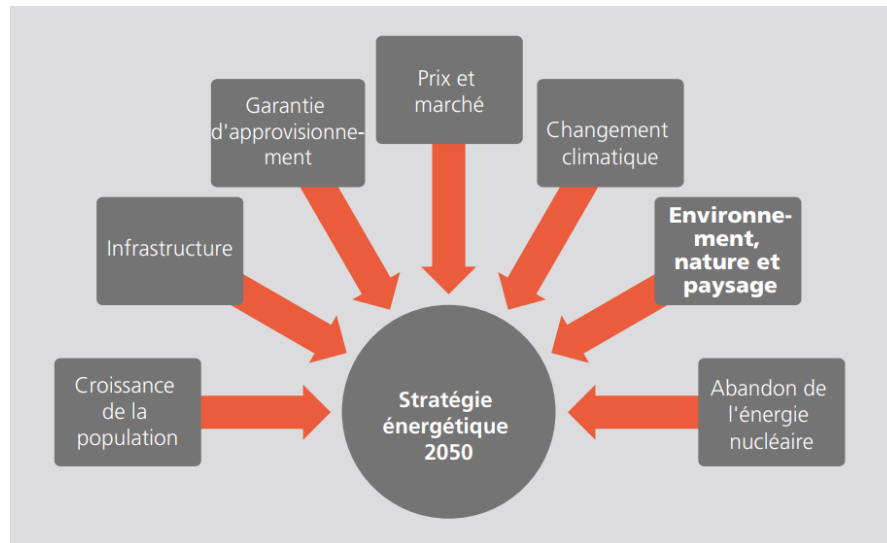 Prix et
marché
Garantie
d'approvisionne-
ment
Changement
climatique
Infrastructure
Environne-
ment,
nature et
paysage
Croissance
de la
population
Stratégie
énergétique
2050
Abandon de
l'énergie
nucléaire